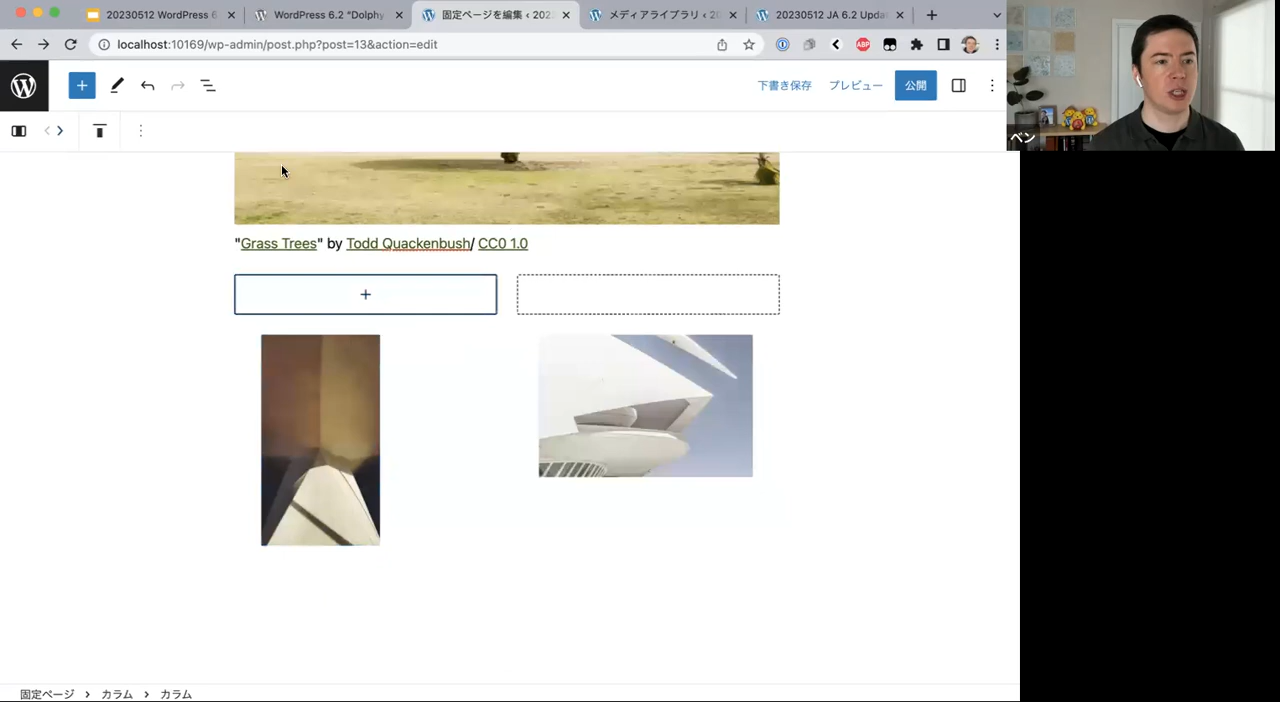 20230512 WordPress 6
WordPress 6.2 "Dolphy
固定ページを編集 ‹ 202
メディアライブラリ ‹ 20
20230512 JA 6.2 Upda
localhost:10169/wp-admin/post.php?post=13&action=edit
ABP
下書き保存
プレビュー
公開
ベン
"Grass Trees" by Todd Quackenbush/ CC0 1.0
固定ページ › カラム › カラム